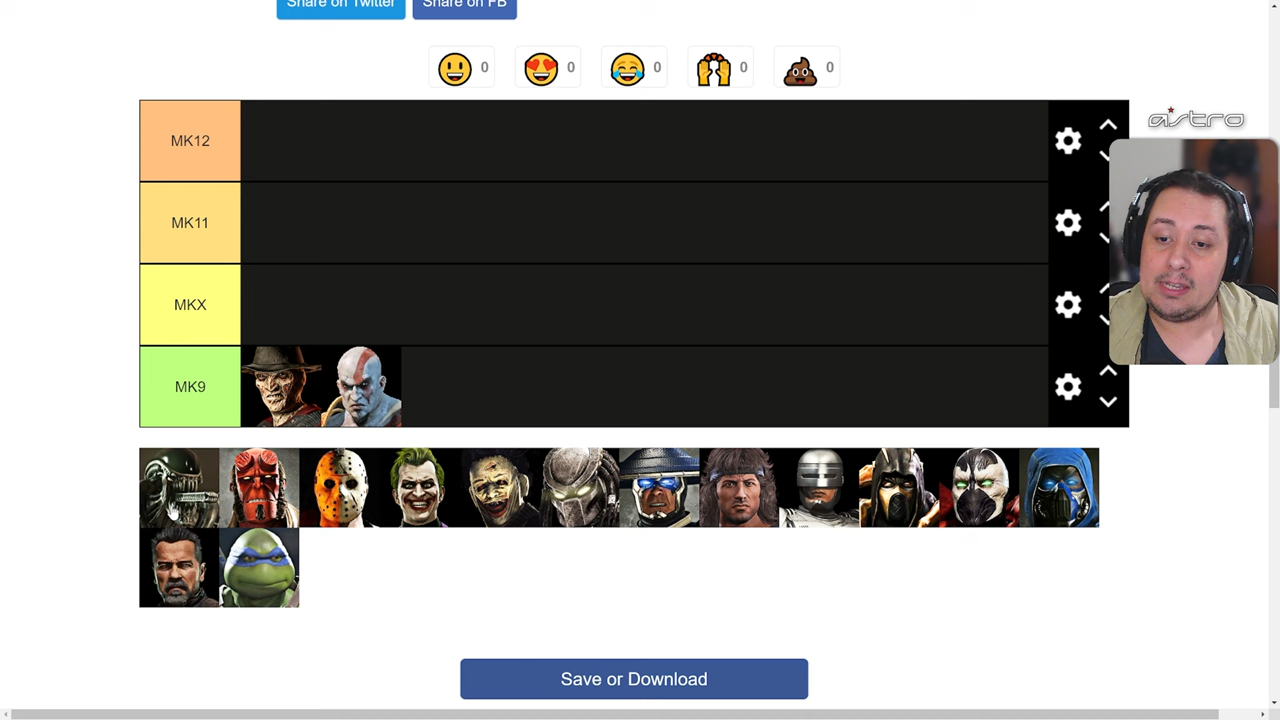 Share on Twitter Share on FB
0 0 0 0 0
MK12
astro
MK11
MKX
MK9
Save or Download